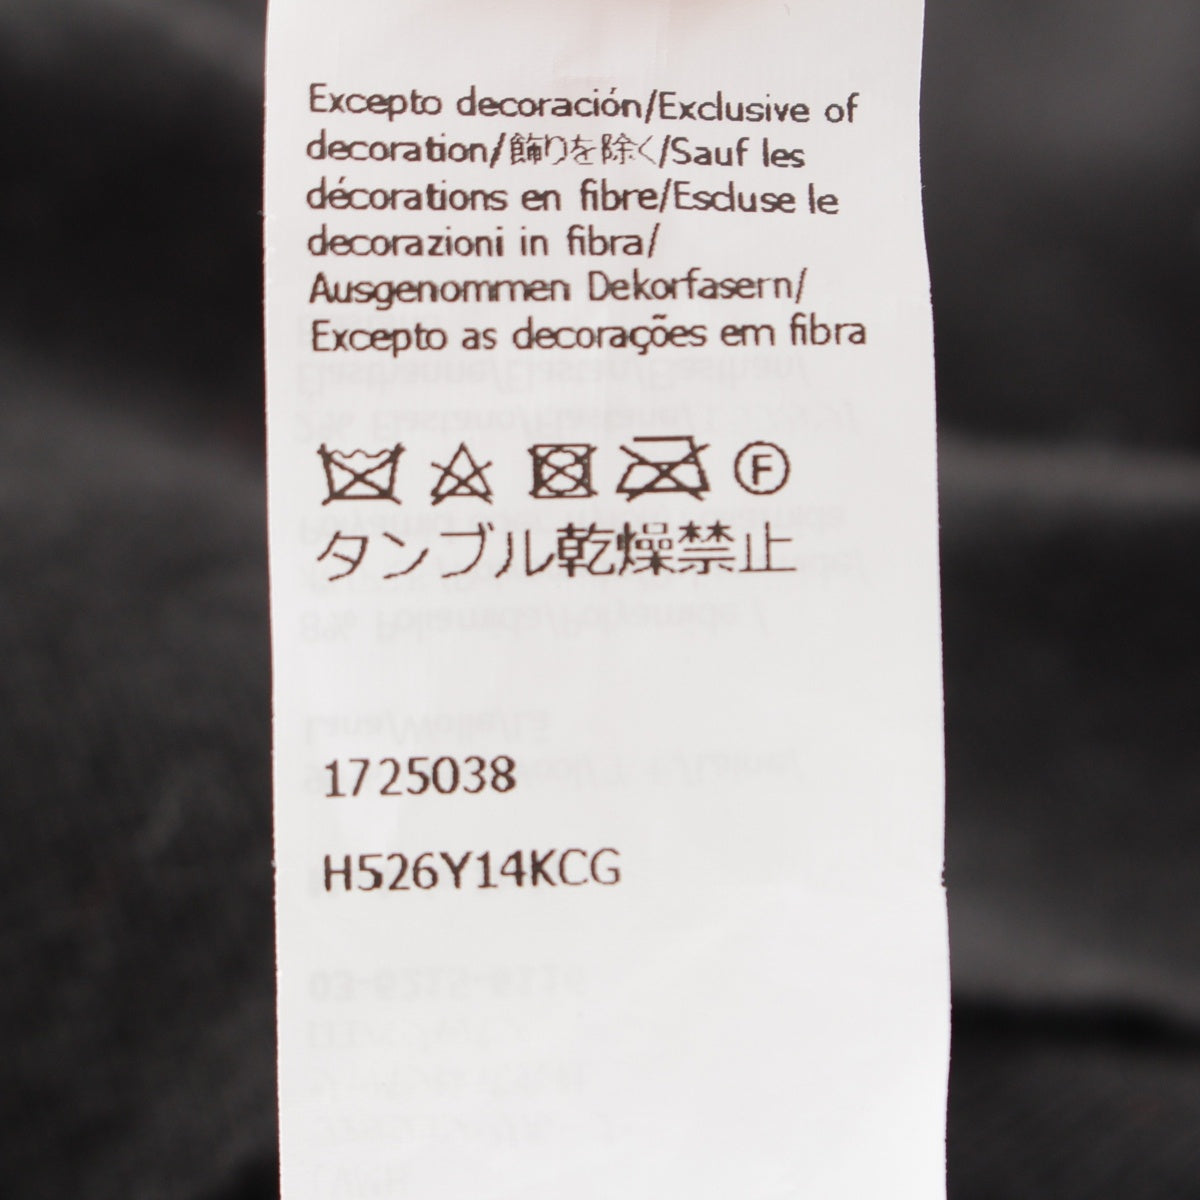 Excepto decoración/Exclusive of
decoration/飾りを除く/Sauf les
décorations en fibre/Escluse le
decorazioni in fibra/
Ausgenommen Dekorfasern/
Excepto as decorações em fibra
F
タンブル乾燥禁止
1725038
H526Y14KCG